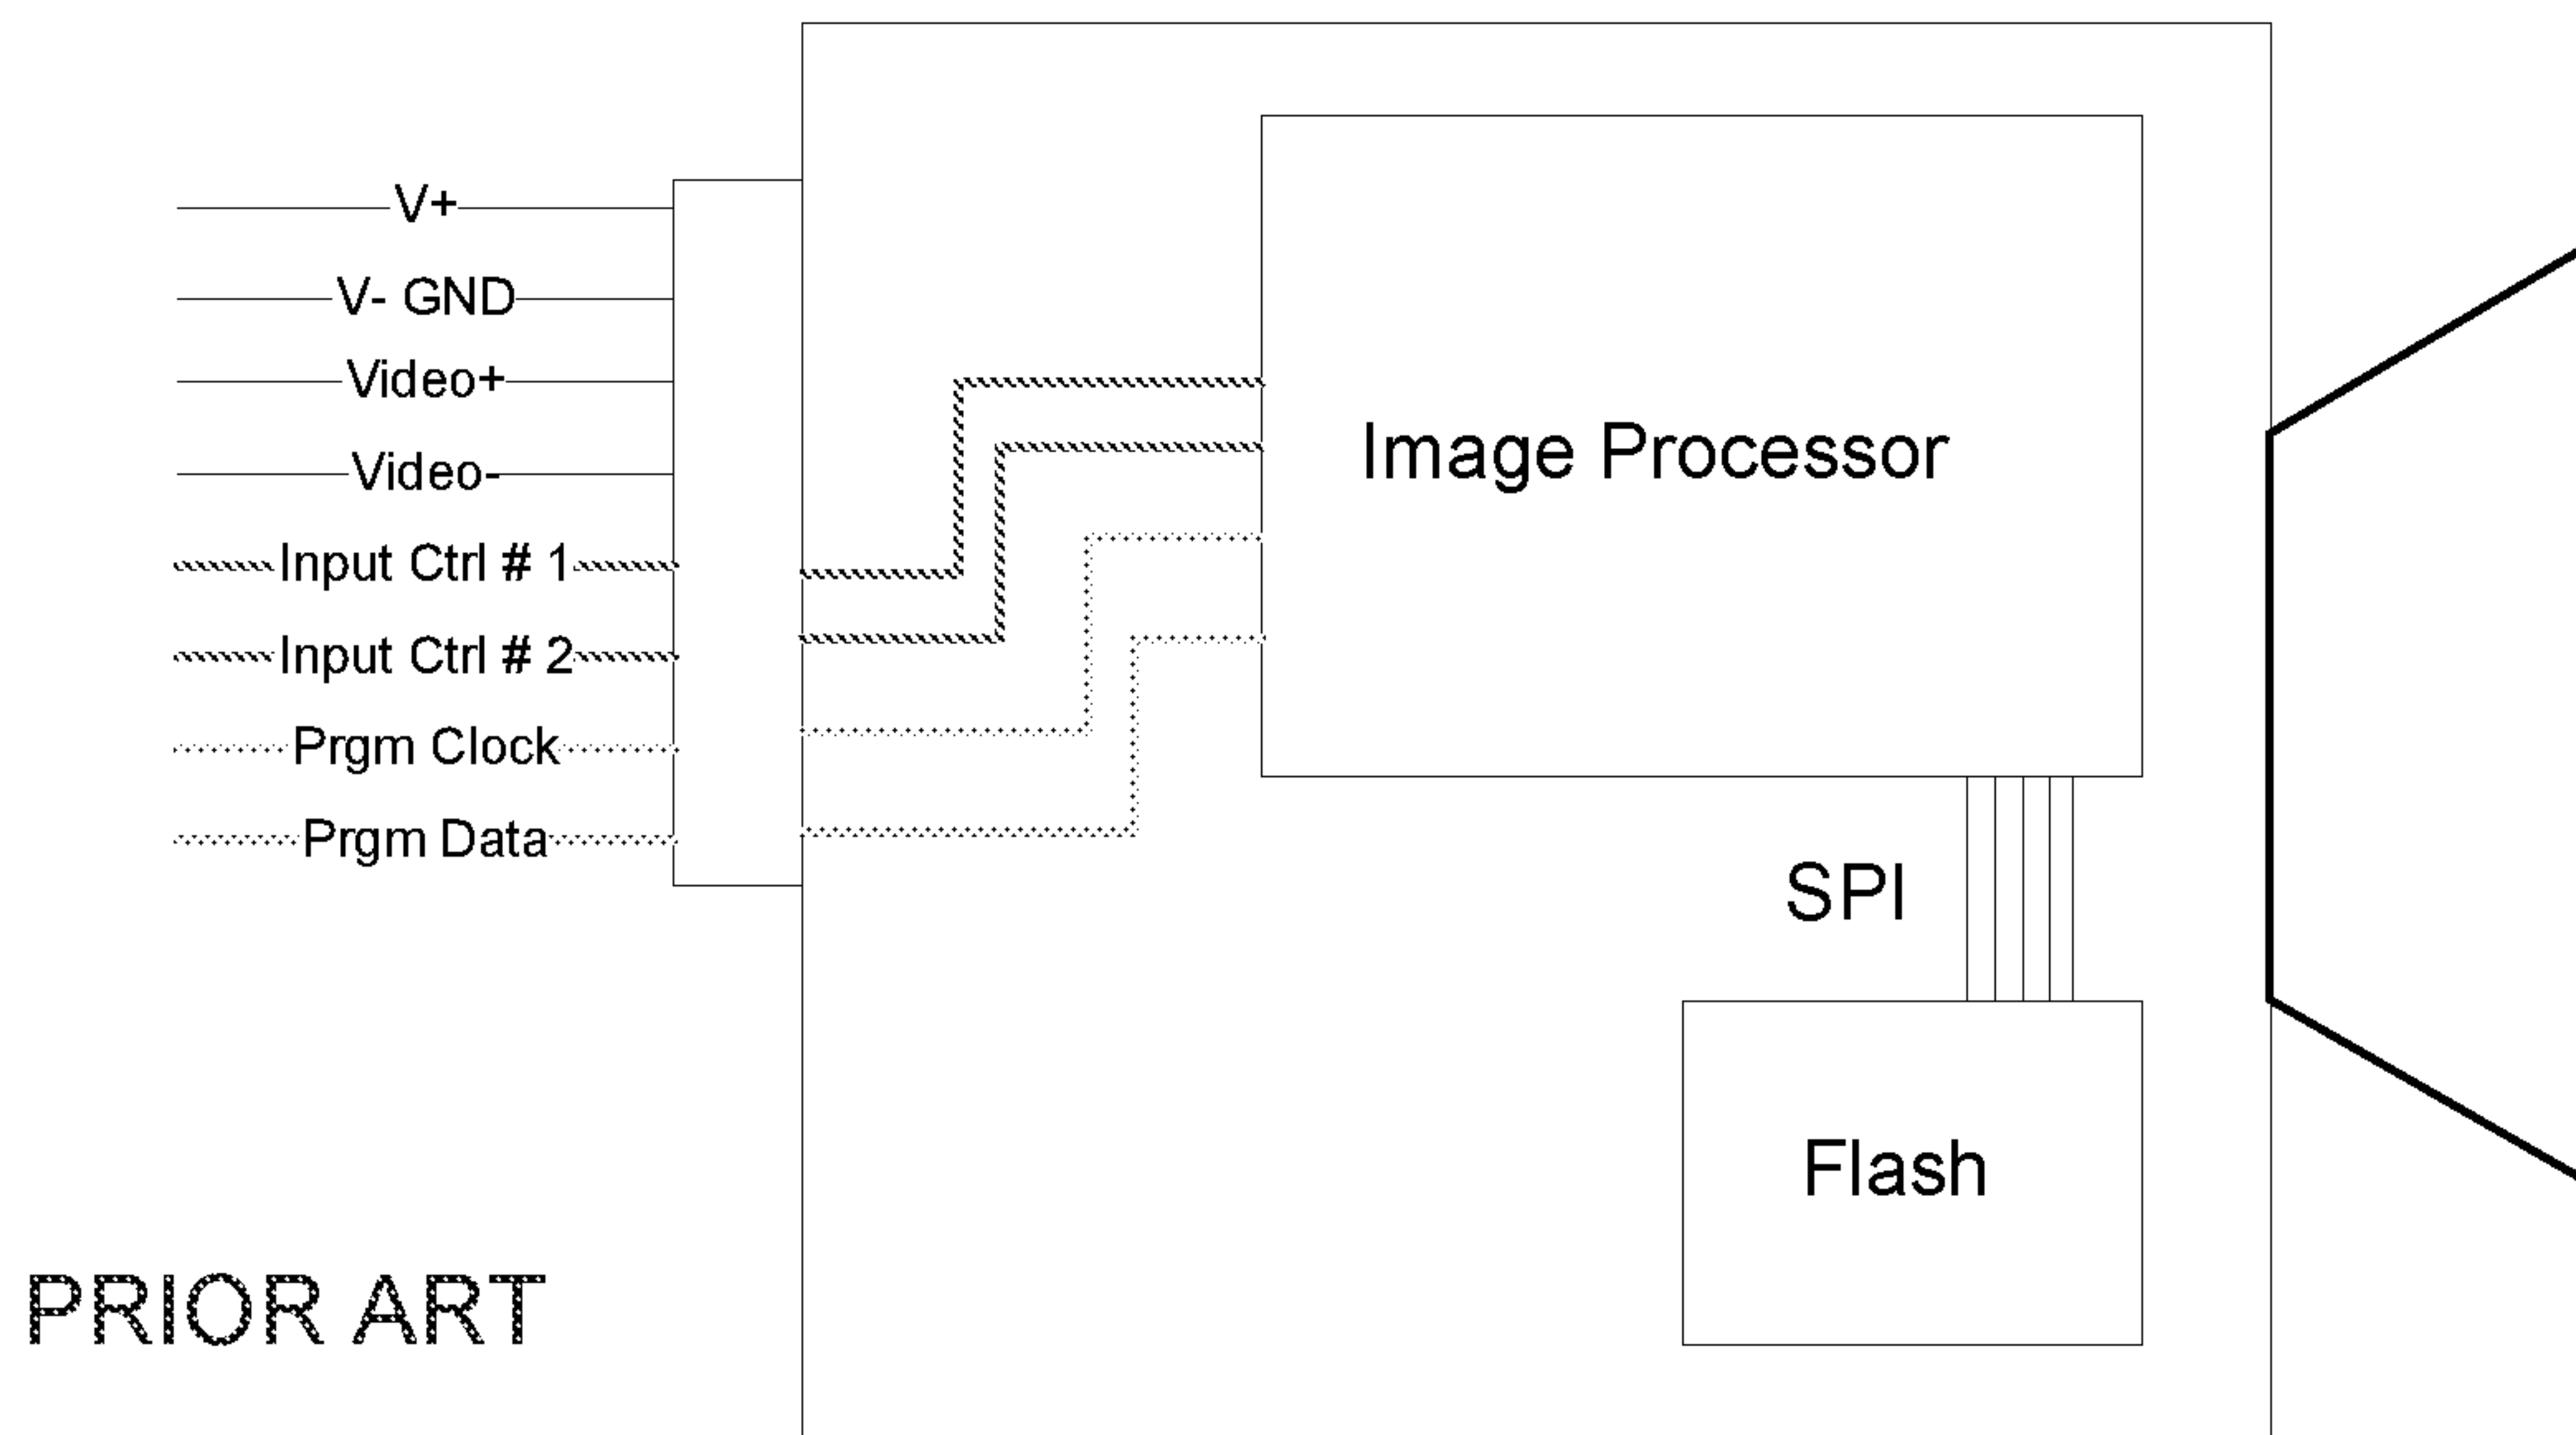 V+
V- GND
Video+
Video-
Input Ctrl # 1
Input Ctrl # 2
Prgm Clock
Prgm Data
Image Processor
SPI
Flash
PRIOR ART